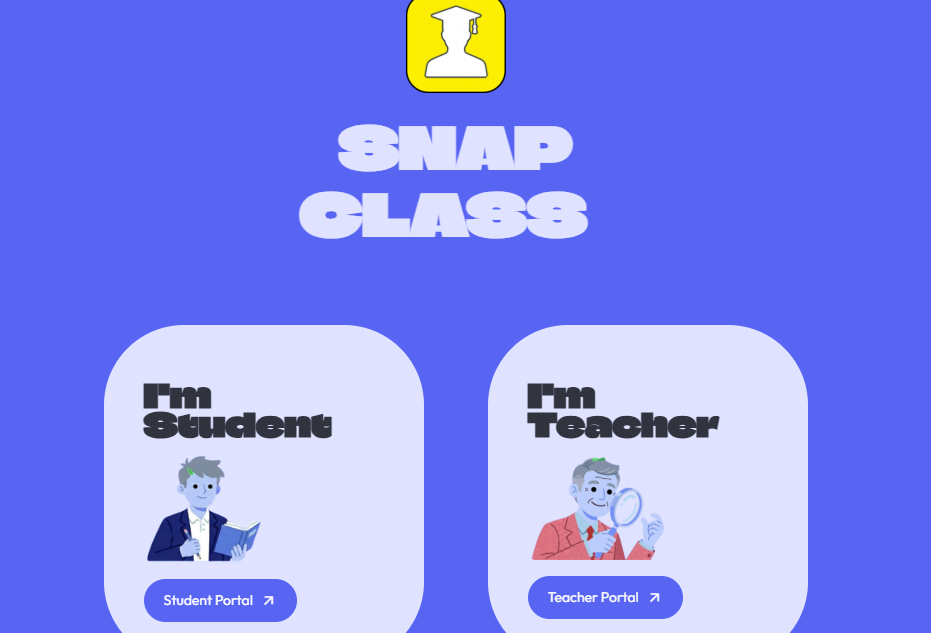 SNAP
CLASS
I'm
Student
I'm
Teacher
Student Portal
Teacher Portal